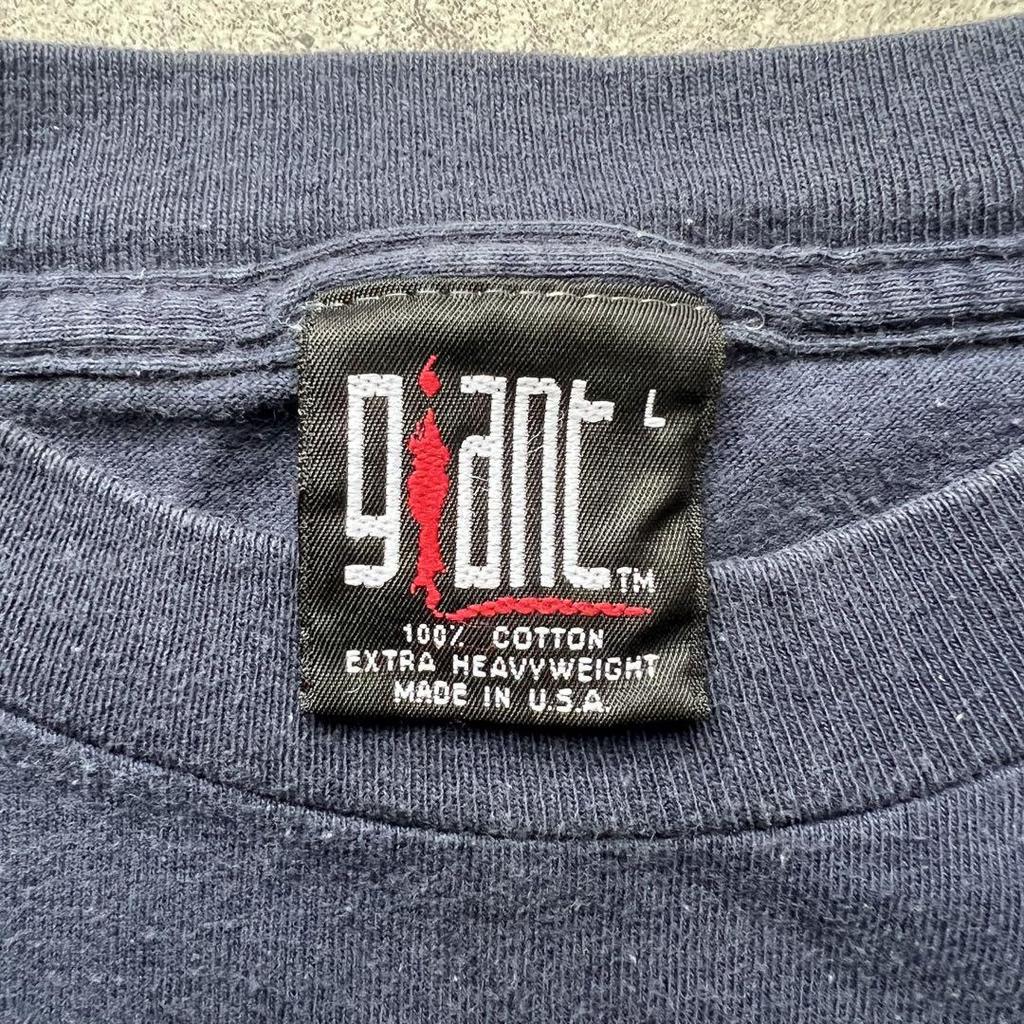 giant L
TM
100% COTTON
EXTRA HEAVYWEIGHT
MADE IN U.S.A.